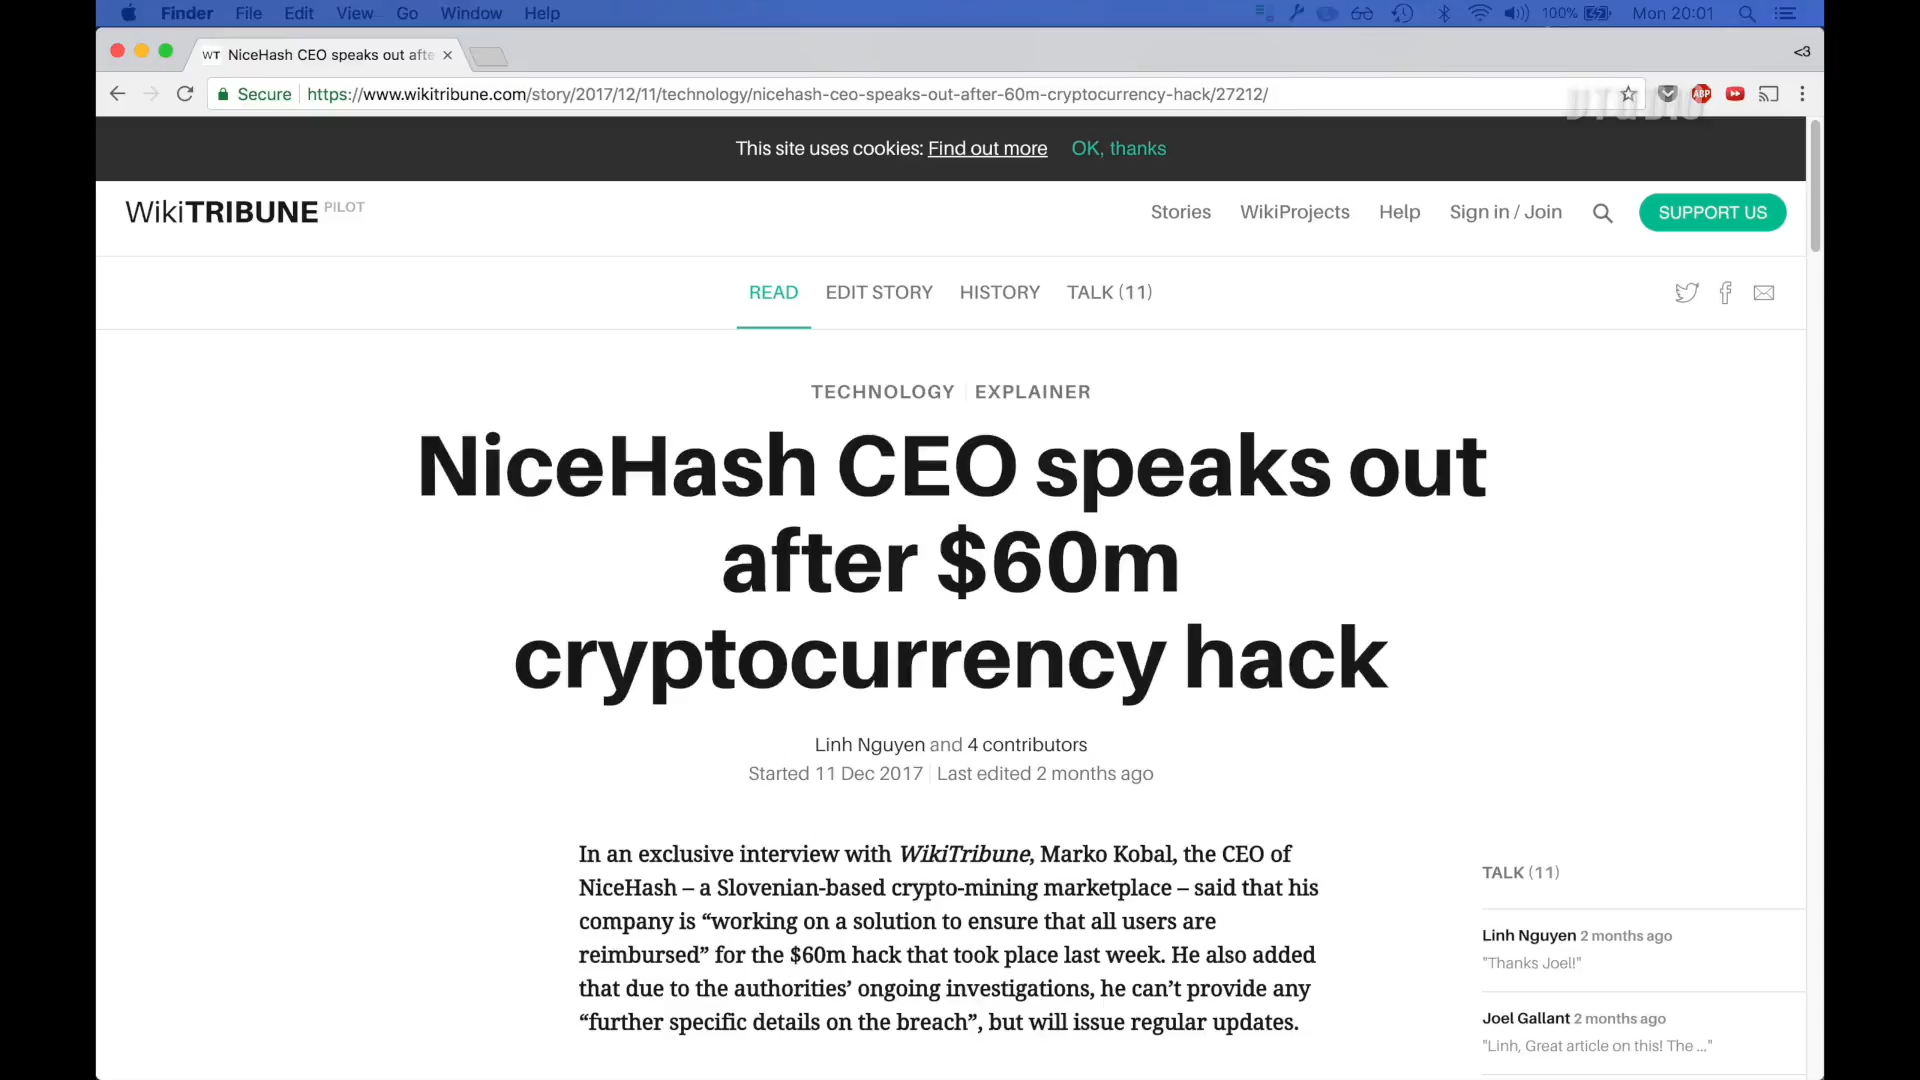 Finder File Edit View Go Window Help 100% Mon 20:01
WT NiceHash CEO speaks out afte
<3
Secure https://www.wikitribune.com/story/2017/12/11/technology/nicehash-ceo-speaks-out-after-60m-cryptocurrency-hack/27212/
ABP
This site uses cookies: Find out more OK, thanks
WikiTRIBUNE PILOT
Stories WikiProjects Help Sign in / Join SUPPORT US
READ EDIT STORY HISTORY TALK (11)
TECHNOLOGY EXPLAINER
NiceHash CEO speaks out
after $60m
cryptocurrency hack
Linh Nguyen and 4 contributors
Started 11 Dec 2017 Last edited 2 months ago
In an exclusive interview with WikiTribune, Marko Kobal, the CEO of
NiceHash – a Slovenian-based crypto-mining marketplace – said that his
company is “working on a solution to ensure that all users are
reimbursed” for the $60m hack that took place last week. He also added
that due to the authorities’ ongoing investigations, he can’t provide any
“further specific details on the breach”, but will issue regular updates.
TALK (11)
Linh Nguyen 2 months ago
"Thanks Joel!"
Joel Gallant 2 months ago
"Linh, Great article on this! The ..."